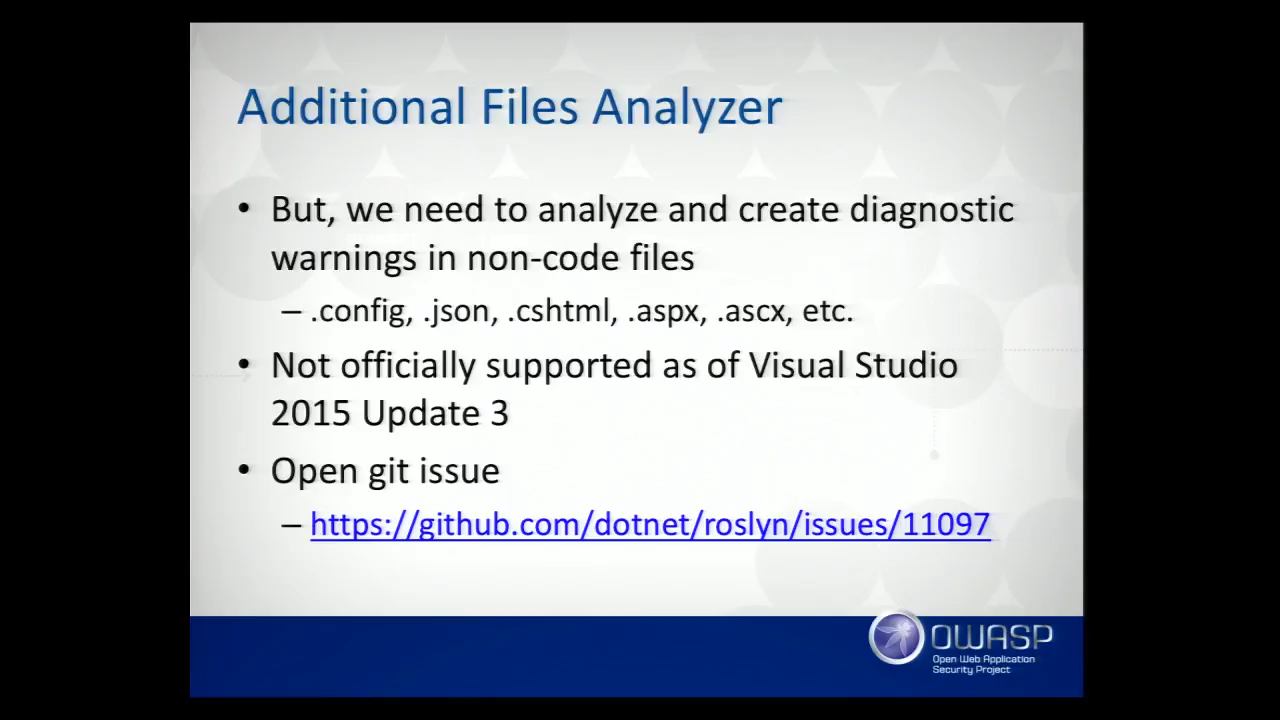 Additional Files Analyzer
• But, we need to analyze and create diagnostic
warnings in non-code files
– .config, .json, .cshtml, .aspx, .ascx, etc.
• Not officially supported as of Visual Studio
2015 Update 3
• Open git issue
– https://github.com/dotnet/roslyn/issues/11097
OWASP
Open Web Application
Security Project